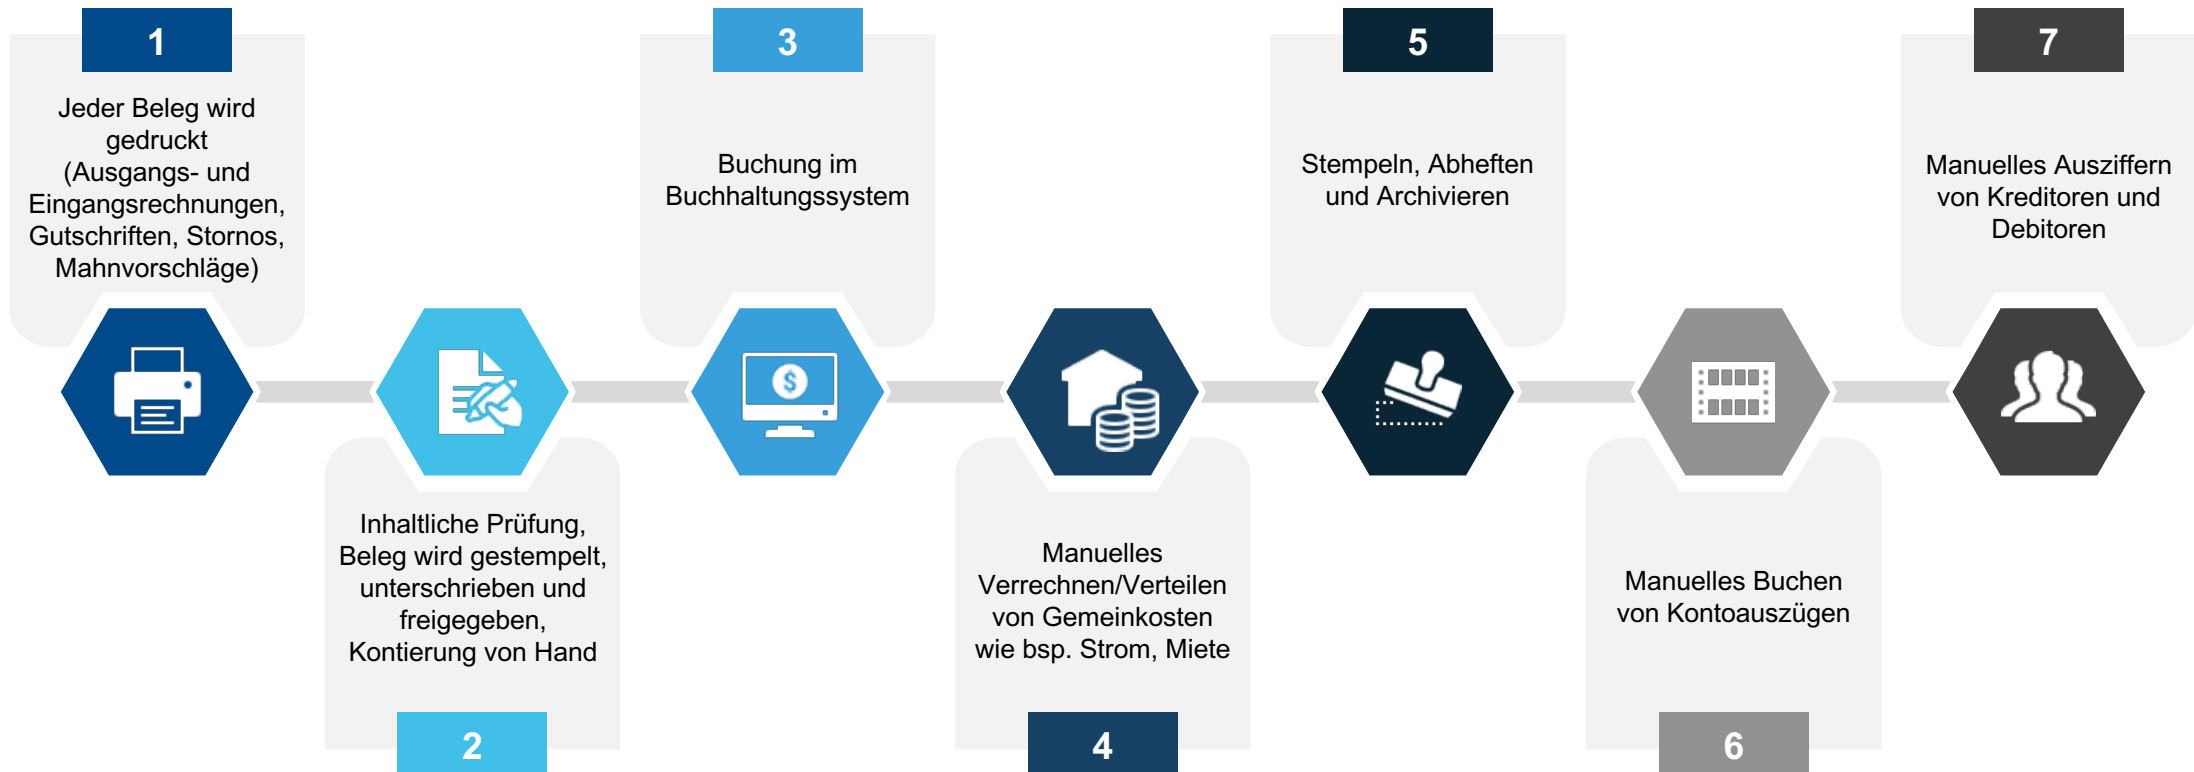 1
Jeder Beleg wird
gedruckt
(Ausgangs- und
Eingangsrechnungen,
Gutschriften, Stornos,
Mahnvorschläge)
Inhaltliche Prüfung,
Beleg wird gestempelt,
unterschrieben und
freigegeben,
Kontierung von Hand
2
3
Buchung im
Buchhaltungssystem
$
Manuelles
Verrechnen/Verteilen
von Gemeinkosten
wie bsp. Strom, Miete
4
5
Stempeln, Abheften
und Archivieren
Manuelles Buchen
von Kontoauszügen
6
7
Manuelles Ausziffern
von Kreditoren und
Debitoren